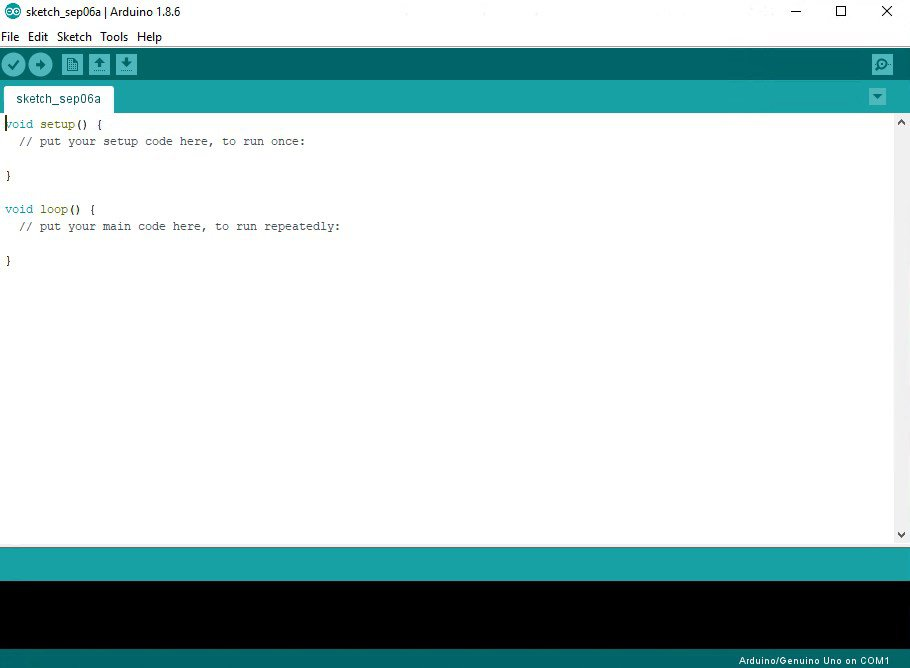 sketch_sep06a | Arduino 1.8.6
File Edit Sketch Tools Help
sketch_sep06a
void setup() {
  // put your setup code here, to run once:
}
void loop() {
  // put your main code here, to run repeatedly:
}
Arduino/Genuino Uno on COM1